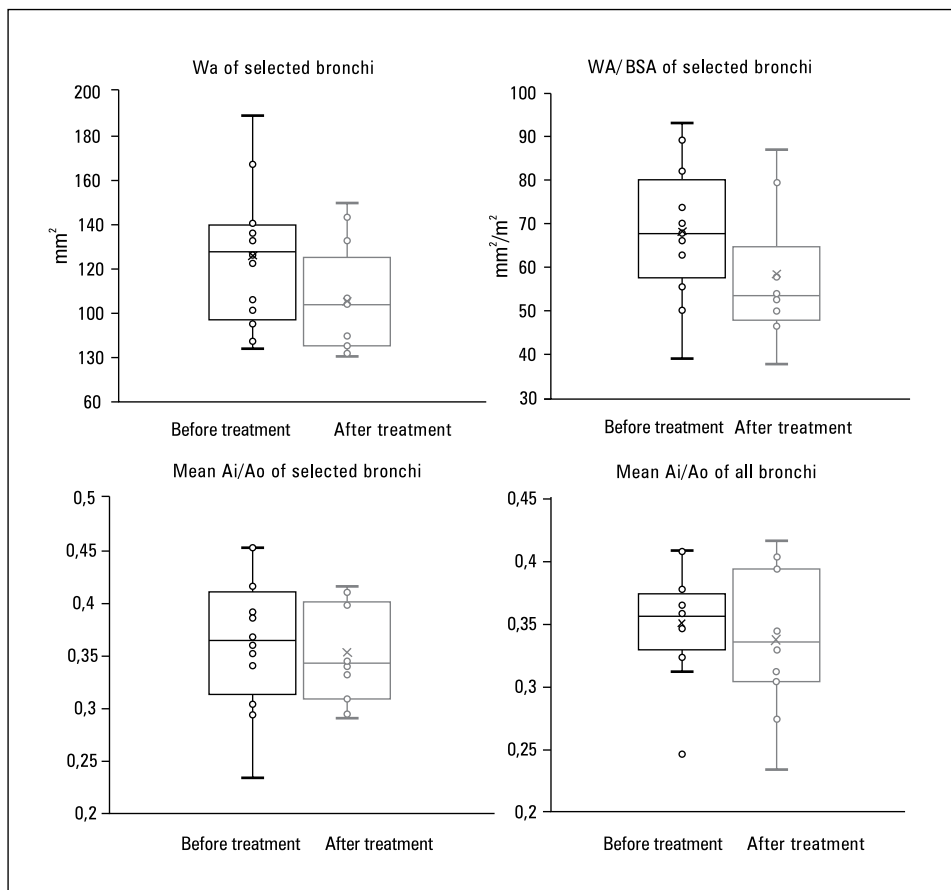 Wa of selected bronchi
200
180
160
140
120
100
130
60
mm²
Before treatment
After treatment
WA/BSA of selected bronchi
100
90
80
70
60
50
40
30
mm²/m²
Before treatment
After treatment
Mean Ai/Ao of selected bronchi
0,5
0,45
0,4
0,35
0,3
0,25
0,2
Before treatment
After treatment
Mean Ai/Ao of all bronchi
0,45
0,4
0,35
0,3
0,25
0,2
Before treatment
After treatment